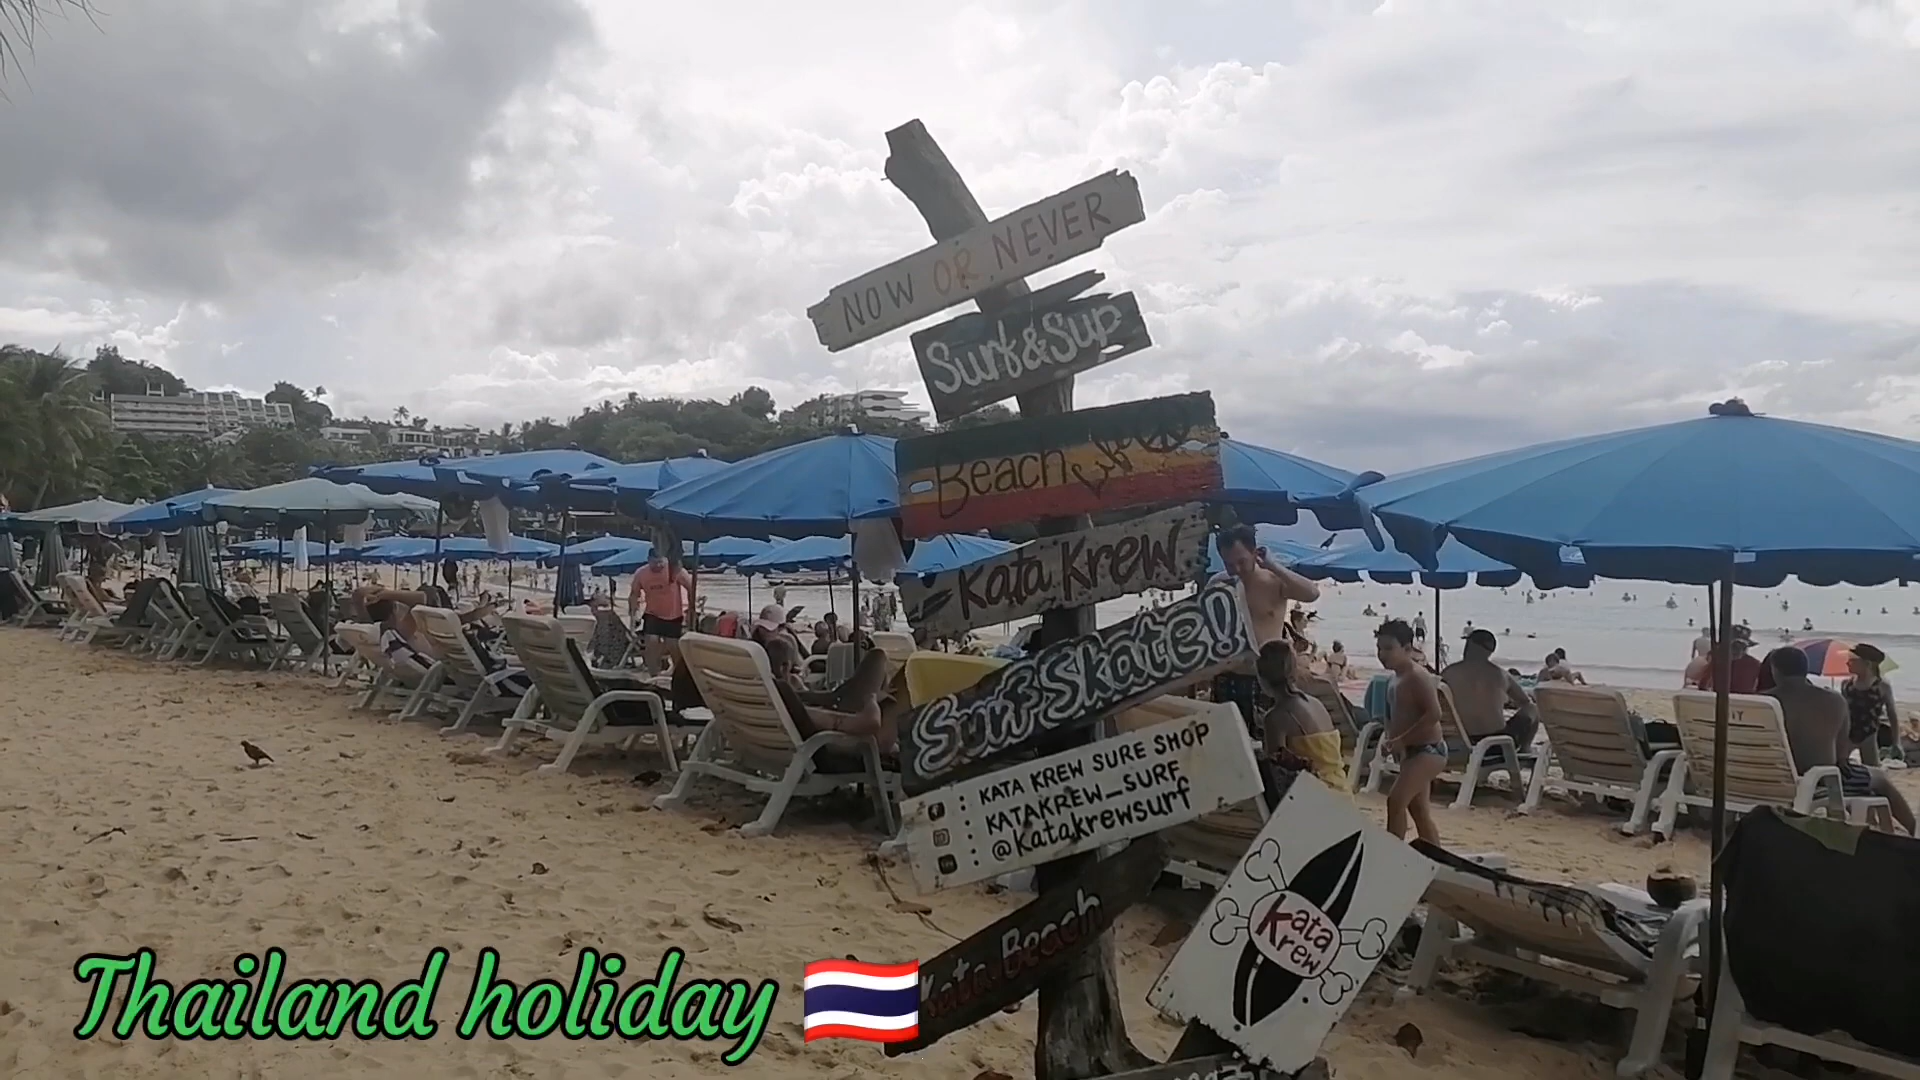 NOW OR NEVER
Surf&Sup
Beach
Kata Krew
Surf Skate!
: KATA KREW SURE SHOP
: KATAKREW_SURF
: @Katakrewsurf
Kata Beach
Kata
Krew
Thailand holiday